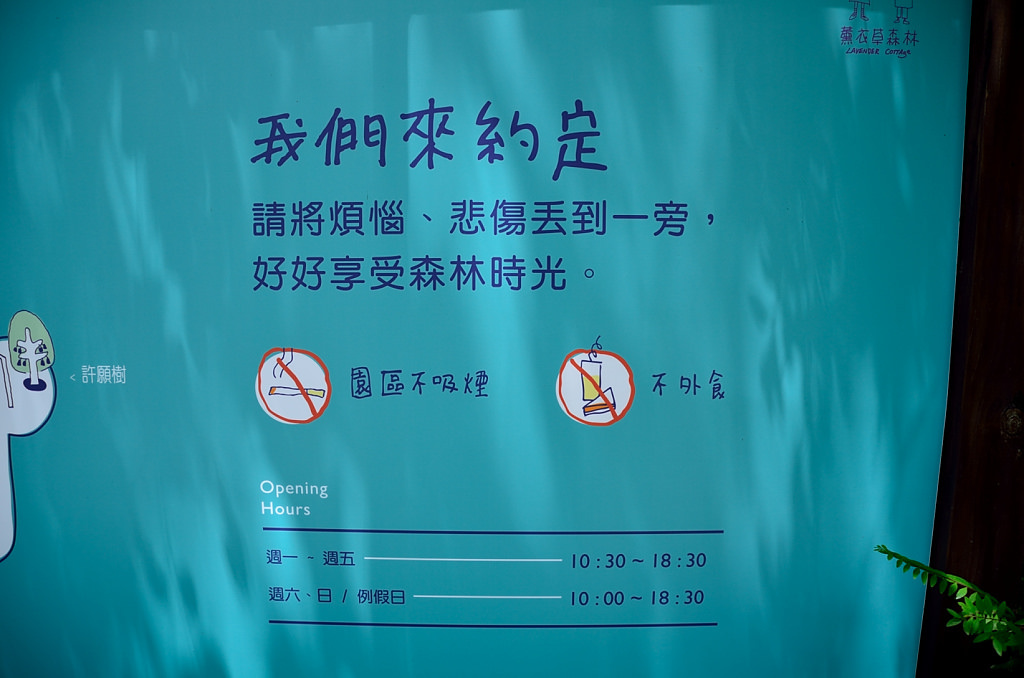 薰衣草森林
LAVENDER COTTAGE
我們來約定
請將煩惱、悲傷丟到一旁，
好好享受森林時光。
< 許願樹
園區不吸煙
不外食
Opening
Hours
週一 ~ 週五 10:30 ~ 18:30
週六、日 / 例假日 10:00 ~ 18:30